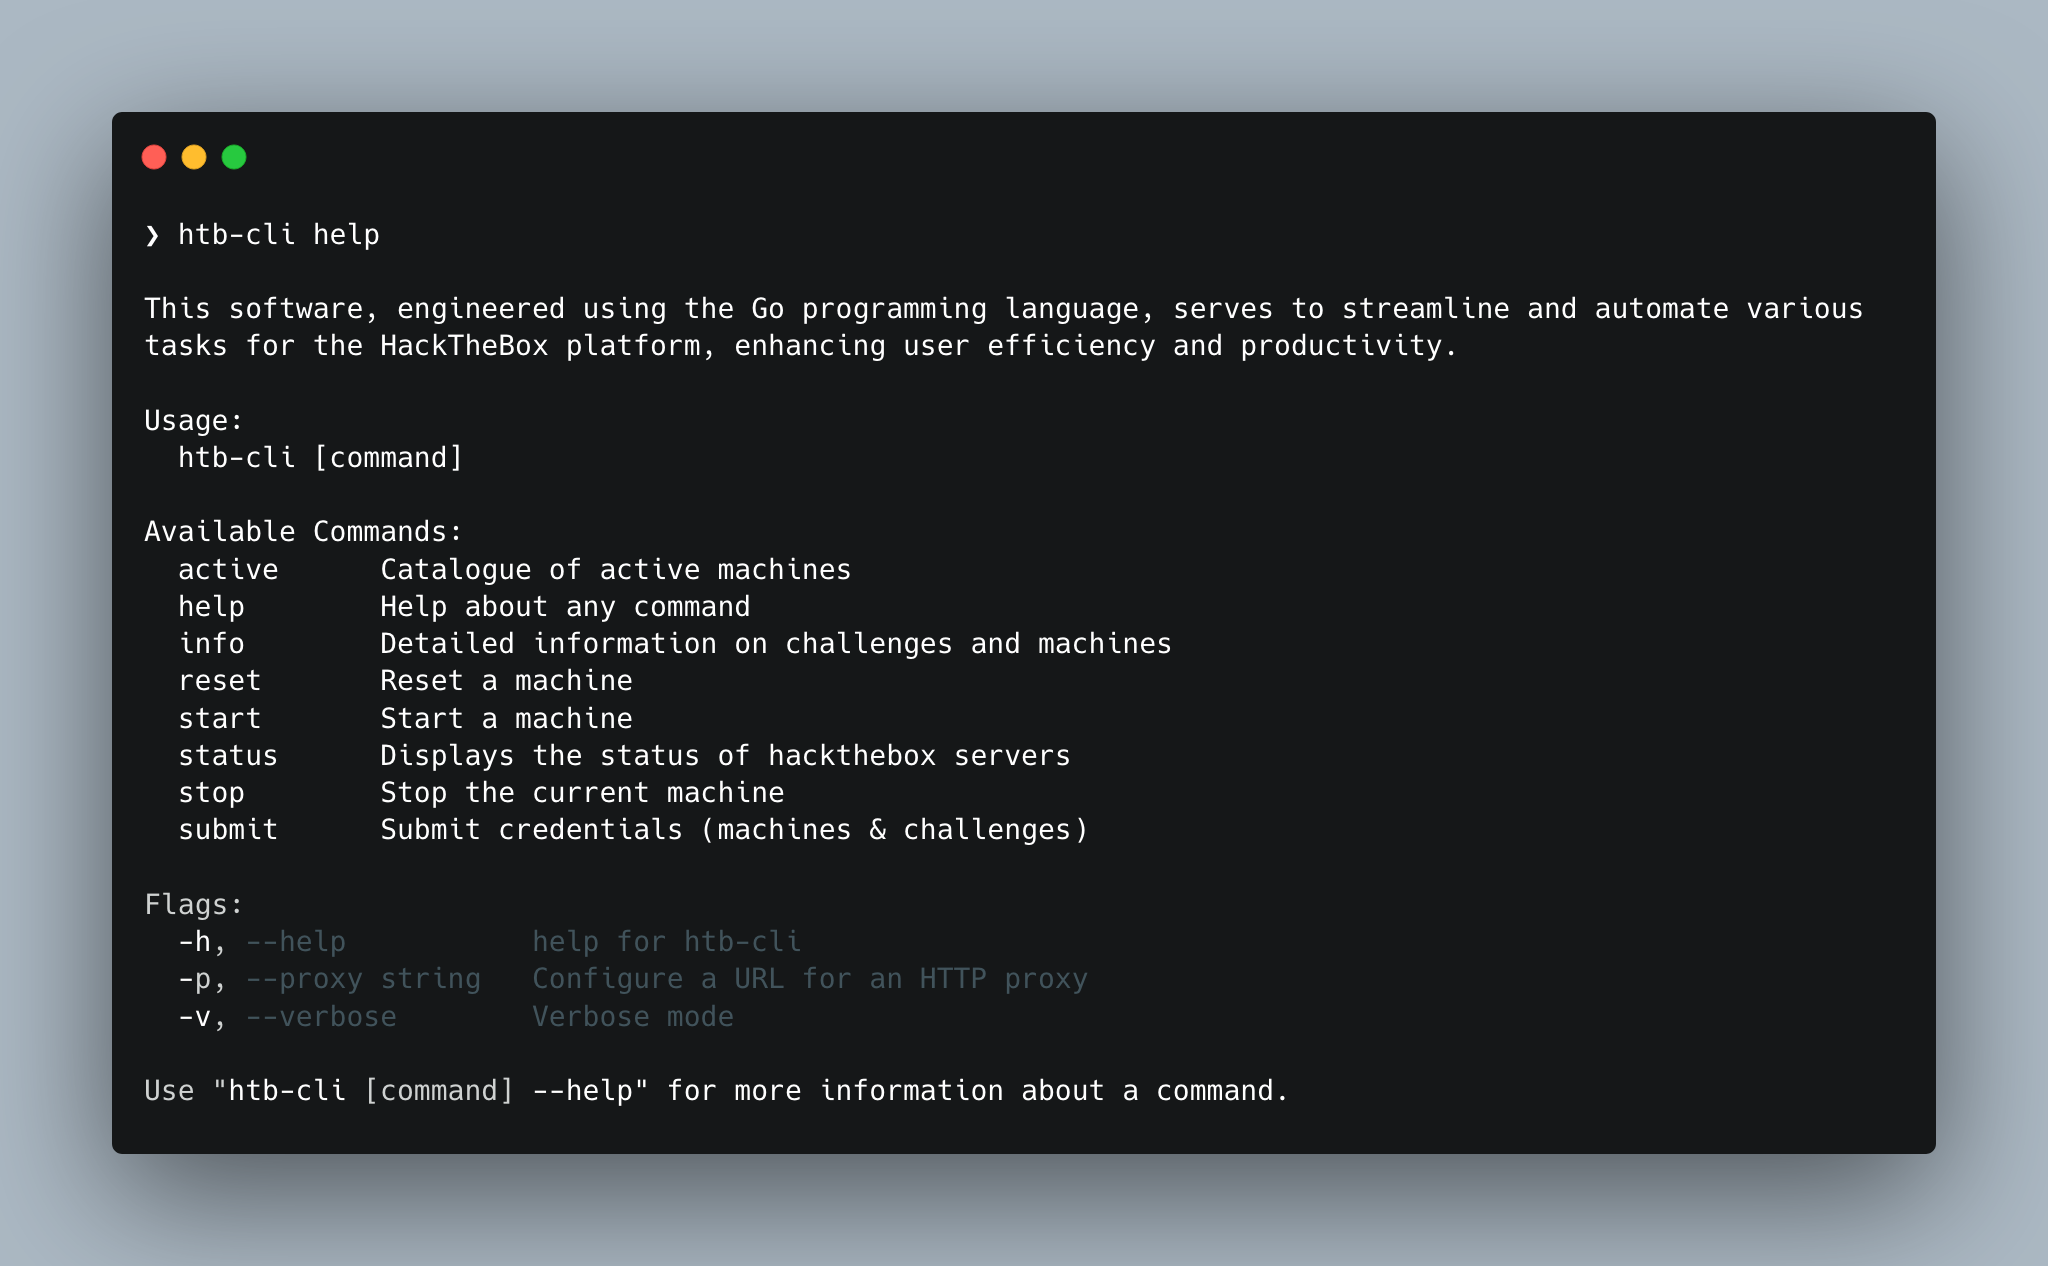 ❯ htb-cli help
This software, engineered using the Go programming language, serves to streamline and automate various
tasks for the HackTheBox platform, enhancing user efficiency and productivity.
Usage:
  htb-cli [command]
Available Commands:
  active      Catalogue of active machines
  help        Help about any command
  info        Detailed information on challenges and machines
  reset       Reset a machine
  start       Start a machine
  status      Displays the status of hackthebox servers
  stop        Stop the current machine
  submit      Submit credentials (machines & challenges)
Flags:
  -h, --help           help for htb-cli
  -p, --proxy string   Configure a URL for an HTTP proxy
  -v, --verbose        Verbose mode
Use "htb-cli [command] --help" for more information about a command.